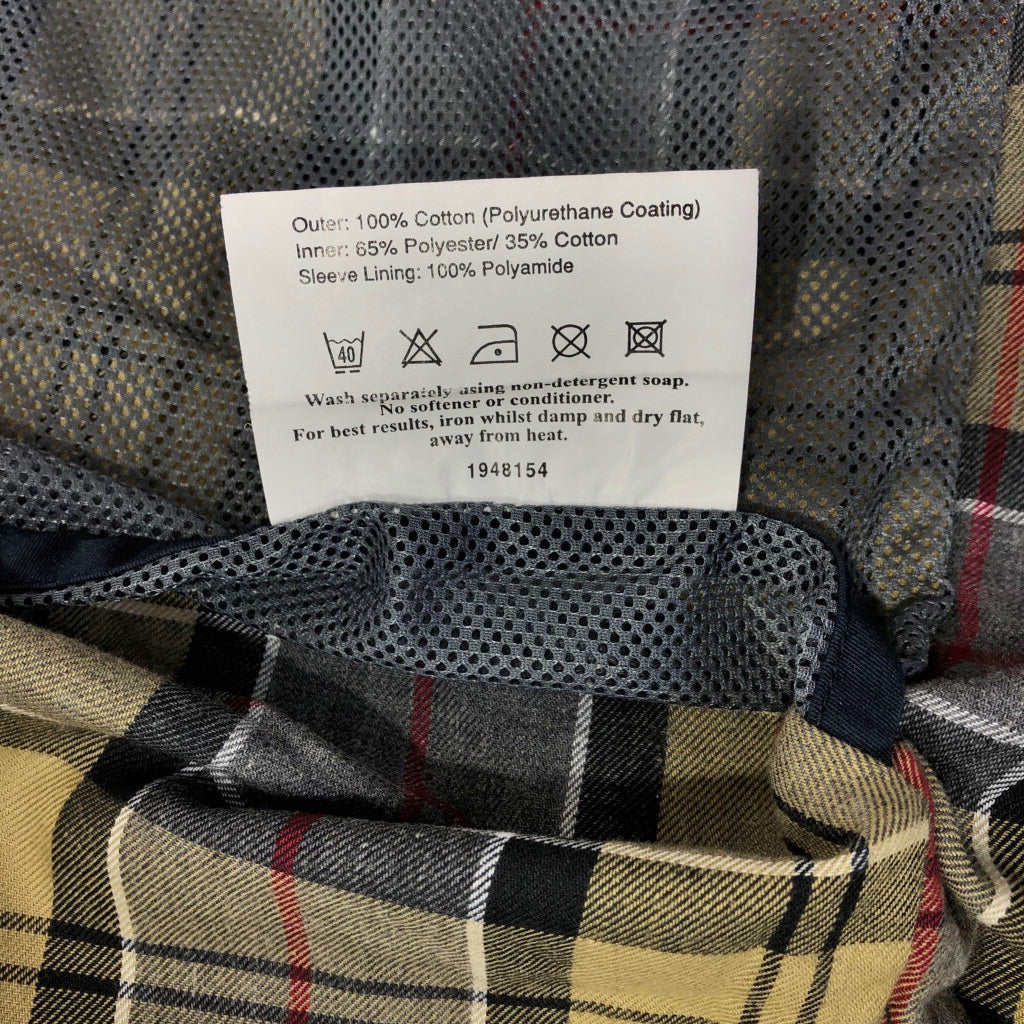 Outer: 100% Cotton (Polyurethane Coating)
Inner: 65% Polyester/ 35% Cotton
Sleeve Lining: 100% Polyamide
40
Wash separately using non-detergent soap.
No softener or conditioner.
For best results, iron whilst damp and dry flat,
away from heat.
1948154